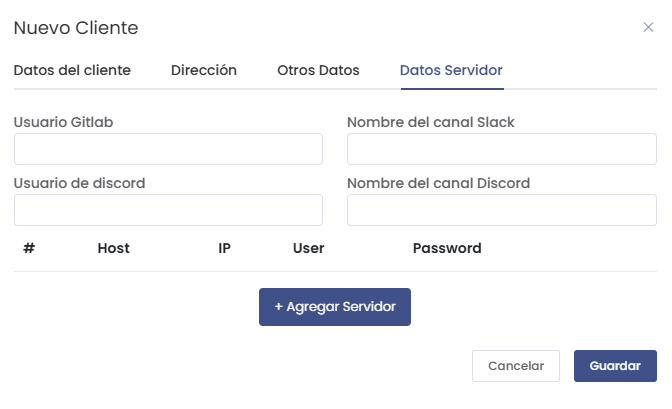 Nuevo Cliente ×
Datos del cliente Dirección Otros Datos Datos Servidor
Usuario Gitlab Nombre del canal Slack
Usuario de discord Nombre del canal Discord
# Host IP User Password
+ Agregar Servidor
Cancelar Guardar